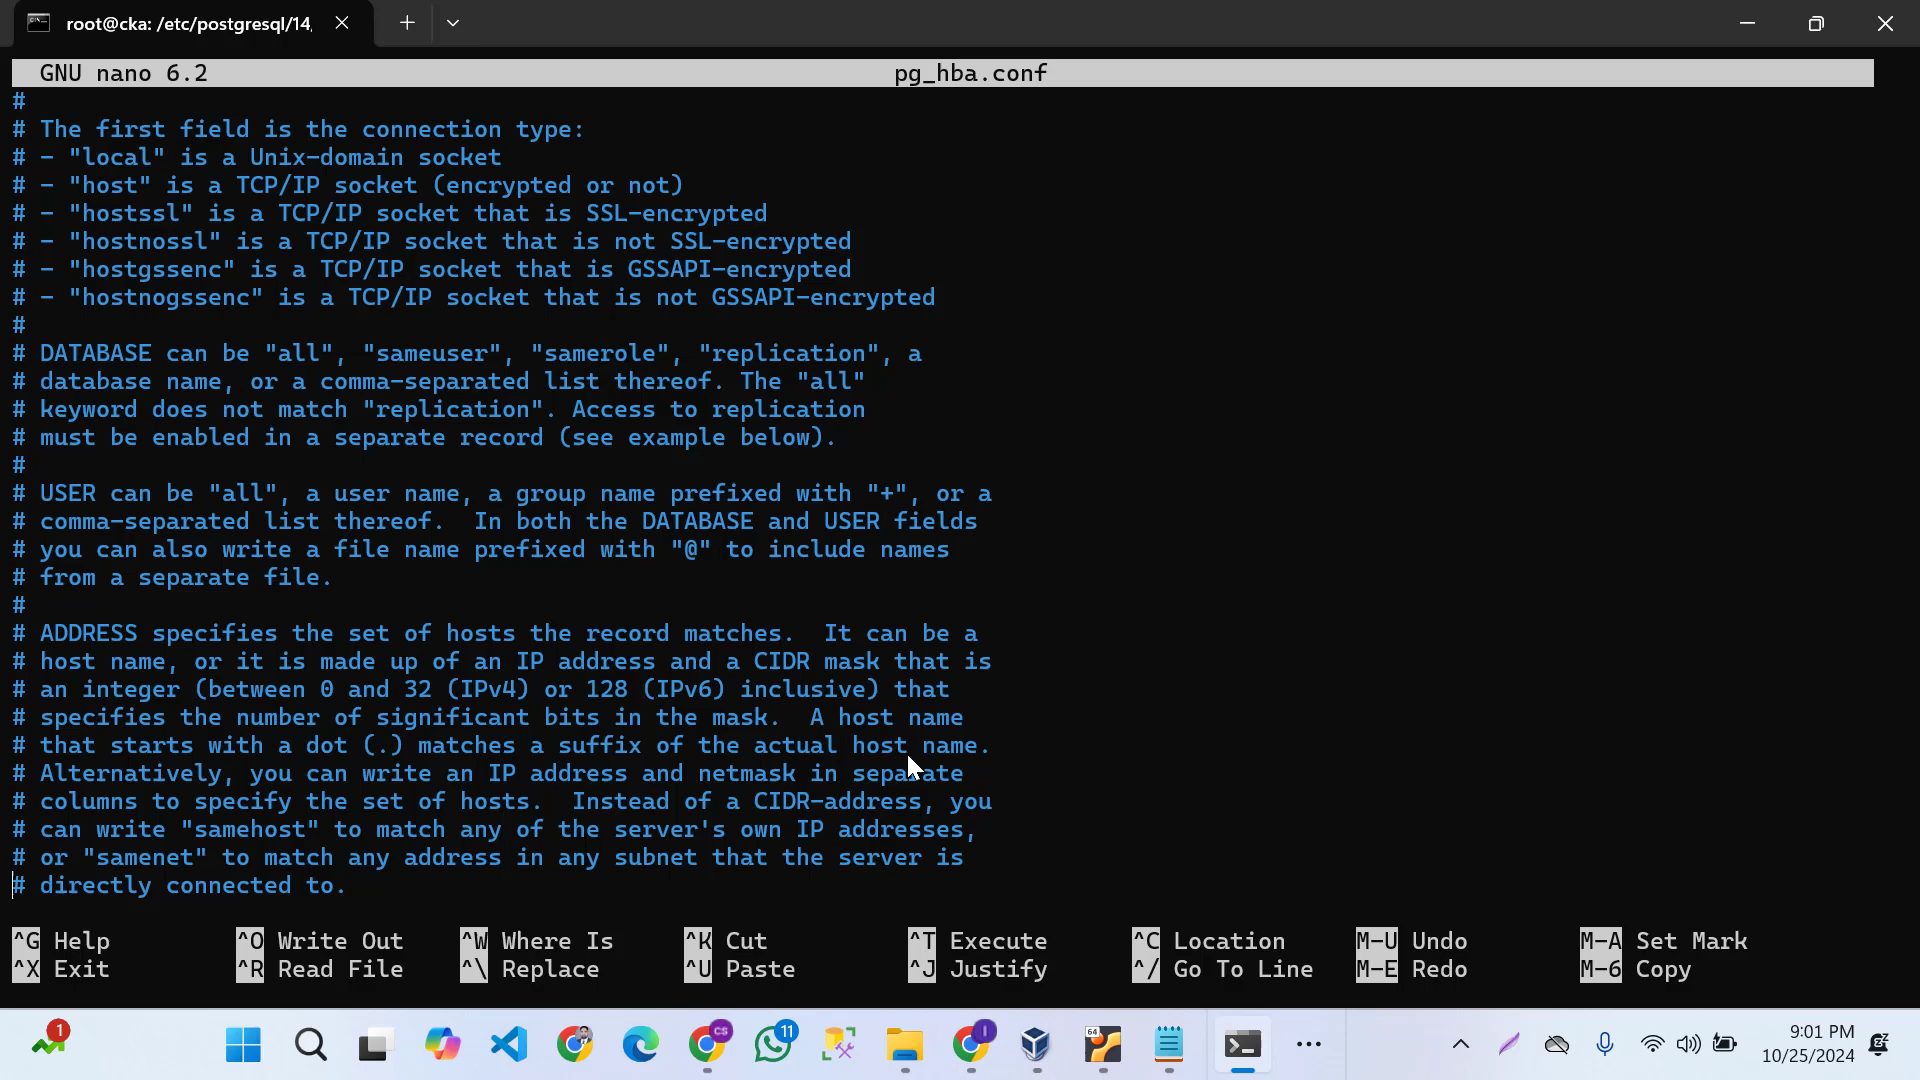 root@cka: /etc/postgresql/14,
GNU nano 6.2
pg_hba.conf
#
# The first field is the connection type:
# - "local" is a Unix-domain socket
# - "host" is a TCP/IP socket (encrypted or not)
# - "hostssl" is a TCP/IP socket that is SSL-encrypted
# - "hostnossl" is a TCP/IP socket that is not SSL-encrypted
# - "hostgssenc" is a TCP/IP socket that is GSSAPI-encrypted
# - "hostnogssenc" is a TCP/IP socket that is not GSSAPI-encrypted
#
# DATABASE can be "all", "sameuser", "samerole", "replication", a
# database name, or a comma-separated list thereof. The "all"
# keyword does not match "replication". Access to replication
# must be enabled in a separate record (see example below).
#
# USER can be "all", a user name, a group name prefixed with "+", or a
# comma-separated list thereof.  In both the DATABASE and USER fields
# you can also write a file name prefixed with "@" to include names
# from a separate file.
#
# ADDRESS specifies the set of hosts the record matches.  It can be a
# host name, or it is made up of an IP address and a CIDR mask that is
# an integer (between 0 and 32 (IPv4) or 128 (IPv6) inclusive) that
# specifies the number of significant bits in the mask.  A host name
# that starts with a dot (.) matches a suffix of the actual host name.
# Alternatively, you can write an IP address and netmask in separate
# columns to specify the set of hosts.  Instead of a CIDR-address, you
# can write "samehost" to match any of the server's own IP addresses,
# or "samenet" to match any address in any subnet that the server is
# directly connected to.
^G Help ^O Write Out ^W Where Is ^K Cut ^T Execute ^C Location M-U Undo M-A Set Mark
^X Exit ^R Read File ^\ Replace ^U Paste ^J Justify ^/ Go To Line M-E Redo M-6 Copy
1
CS
11
I
64
9:01 PM
10/25/2024